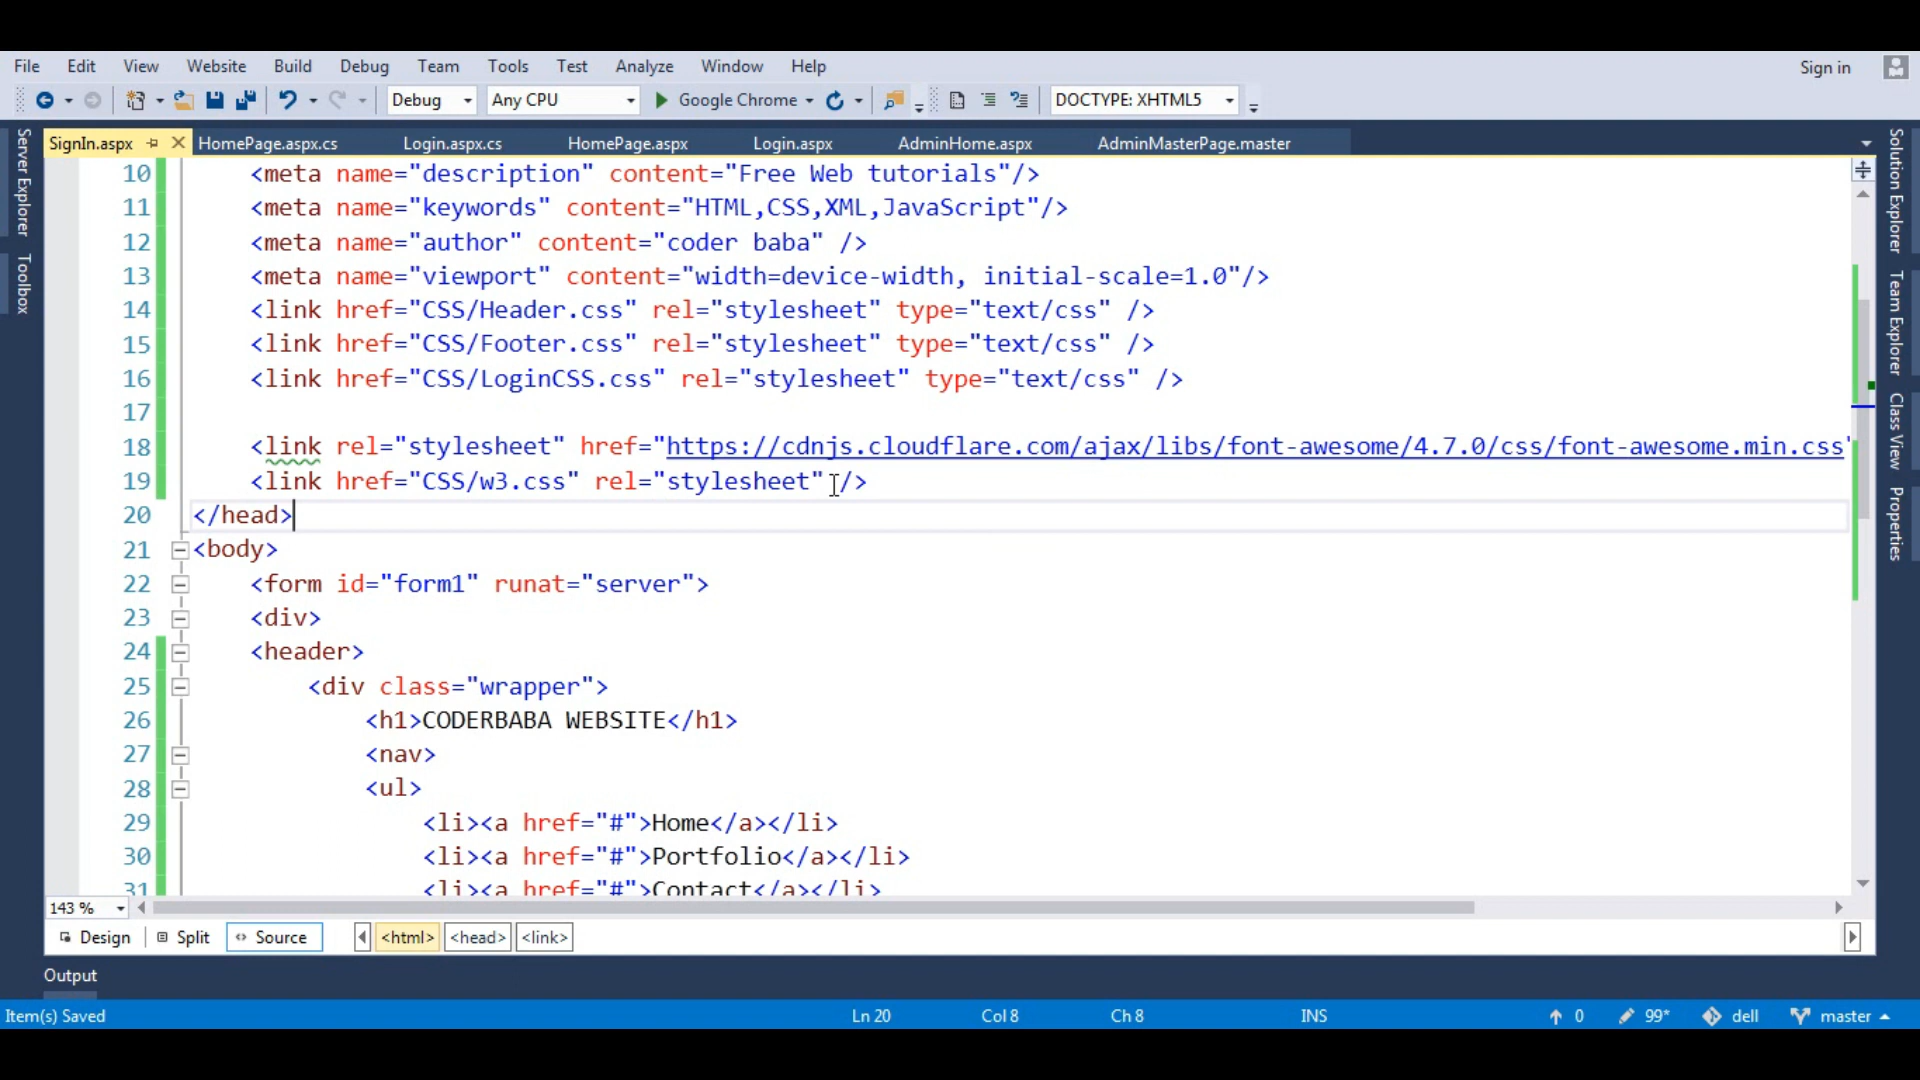 File Edit View Website Build Debug Team Tools Test Analyze Window Help Sign in
Debug Any CPU Google Chrome DOCTYPE: XHTML5
SignIn.aspx HomePage.aspx.cs Login.aspx.cs HomePage.aspx Login.aspx AdminHome.aspx AdminMasterPage.master
Server Explorer
Toolbox
10 <meta name="description" content="Free Web tutorials"/>
11 <meta name="keywords" content="HTML,CSS,XML,JavaScript"/>
12 <meta name="author" content="coder baba" />
13 <meta name="viewport" content="width=device-width, initial-scale=1.0"/>
14 <link href="CSS/Header.css" rel="stylesheet" type="text/css" />
15 <link href="CSS/Footer.css" rel="stylesheet" type="text/css" />
16 <link href="CSS/LoginCSS.css" rel="stylesheet" type="text/css" />
17
18 <link rel="stylesheet" href="https://cdnjs.cloudflare.com/ajax/libs/font-awesome/4.7.0/css/font-awesome.min.css"
19 <link href="CSS/w3.css" rel="stylesheet" />
20 </head>
21 <body>
22 <form id="form1" runat="server">
23 <div>
24 <header>
25 <div class="wrapper">
26 <h1>CODERBABA WEBSITE</h1>
27 <nav>
28 <ul>
29 <li><a href="#">Home</a></li>
30 <li><a href="#">Portfolio</a></li>
31 <li><a href="#">Contact</a></li>
Solution Explorer
Team Explorer
Class View
Properties
143 %
Design Split Source <html> <head> <link>
Output
Item(s) Saved Ln 20 Col 8 Ch 8 INS 0 99* dell master